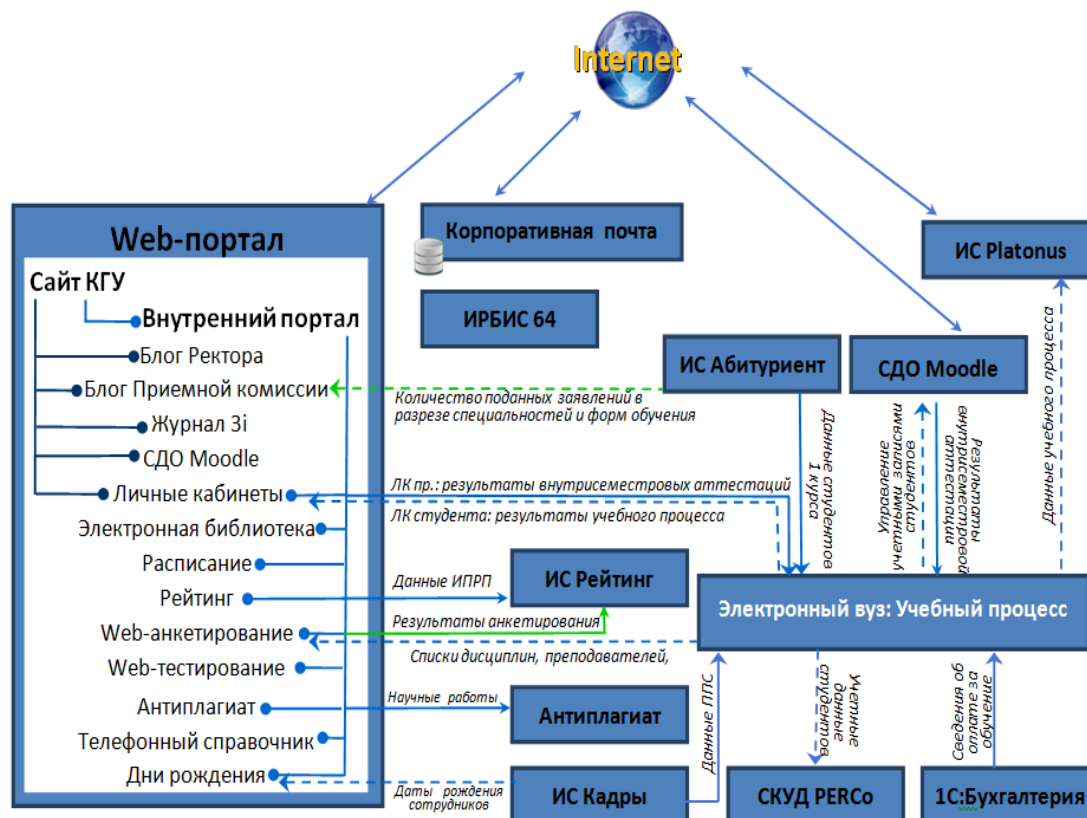 Internet
Web-портал
Сайт КГУ
Внутренний портал
Блог Ректора
Блог Приемной комиссии
Журнал 3i
СДО Moodle
Личные кабинеты
Электронная библиотека
Расписание
Рейтинг
Web-анкетирование
Web-тестирование
Антиплагиат
Телефонный справочник
Дни рождения
Корпоративная почта
ИРБИС 64
ИС Абитуриент
СДО Moodle
ИС Platonus
Количество поданных заявлений в
разрезе специальностей и форм обучения
ЛК пр.: результаты внутрисеместровых аттестаций
ЛК студента: результаты учебного процесса
Данные студентов
1 курса
Управление
учетными записями
студентов
Результаты
внутрисеместровой
аттестации
Данные учебного процесса
Данные ИПРП
ИС Рейтинг
Результаты анкетирования
Списки дисциплин, преподавателей,
Электронный вуз: Учебный процесс
Научные работы
Антиплагиат
Данные ППС
Учетные
данные
студентов
Сведения об
оплате за
обучение
Даты рождения
сотрудников
ИС Кадры
СКУД PERCo
1С:Бухгалтерия